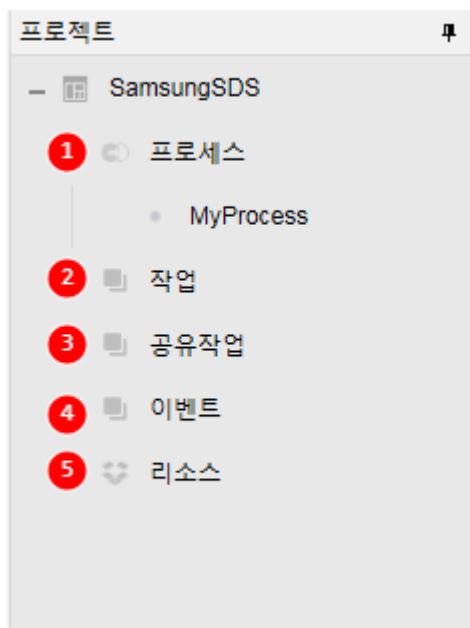 프로젝트
SamsungSDS
1 프로세스
MyProcess
2 작업
3 공유작업
4 이벤트
5 리소스